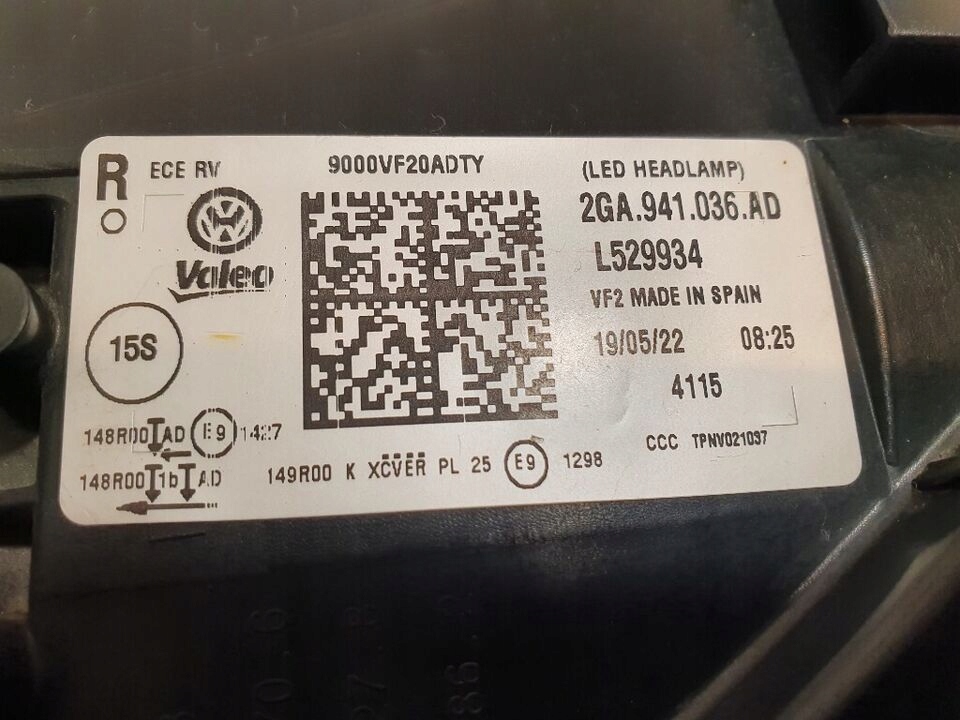 R
ECE RV
9000VF20ADTY
(LED HEADLAMP)
2GA.941.036.AD
L529934
Valeo
VF2 MADE IN SPAIN
15S
19/05/22 08:25
4115
148R00 AD E9 1427
CCC TPNV021037
148R00 1b AD
149R00 K XCVER PL 25 E9 1298